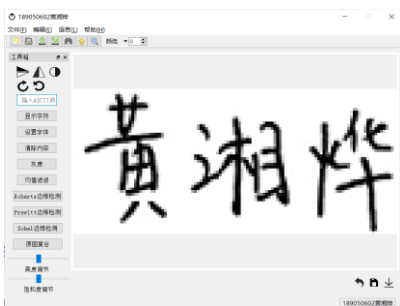 189050602黄湘烨
文件(F) 编辑(E) 语言(L) 帮助(H)
颜色 0
工具箱
输入ASCII码
显示字符
设置字体
清除内容
灰度
均值滤波
Roberts边缘检测
Prewitt边缘检测
Sobel边缘检测
原图复合
亮度调节
饱和度调节
黄湘烨
189050602黄湘烨